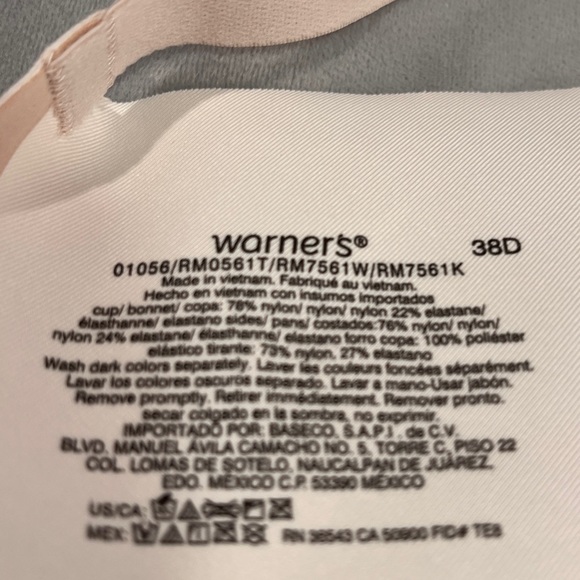 warner's® 38D
01056/RM0561T/RM7561W/RM7561K
Made in vietnam. Fabriqué au vietnam.
Hecho en vietnam con insumos importados
cup/ bonnet/ copa: 78% nylon/ nylon/ nylon 22% elastane/
élasthanne/ elastano sides/ pans/ costados:76% nylon/ nylon/
nylon 24% elastane/ élasthanne/ elastano forro copa: 100% poliéster
elástico tirante: 73% nylon. 27% elastano
Wash dark colors separately. Laver les couleurs foncées séparément.
Lavar los colores oscuros separado. Lavar a mano-Usar jabón.
Remove promptly. Retirer immédiatement. Remover pronto.
secar colgado en la sombra, no exprimir.
IMPORTADO POR: BASECO, S.A.P.I. de C.V.
BLVD. MANUEL ÁVILA CAMACHO NO. 5, TORRE C, PISO 22
COL. LOMAS DE SOTELO, NAUCALPAN DE JUÁREZ,
EDO. MÉXICO C.P. 53390 MÉXICO
US/CA:
MEX: RN 36543 CA 50900 FIC# TE8